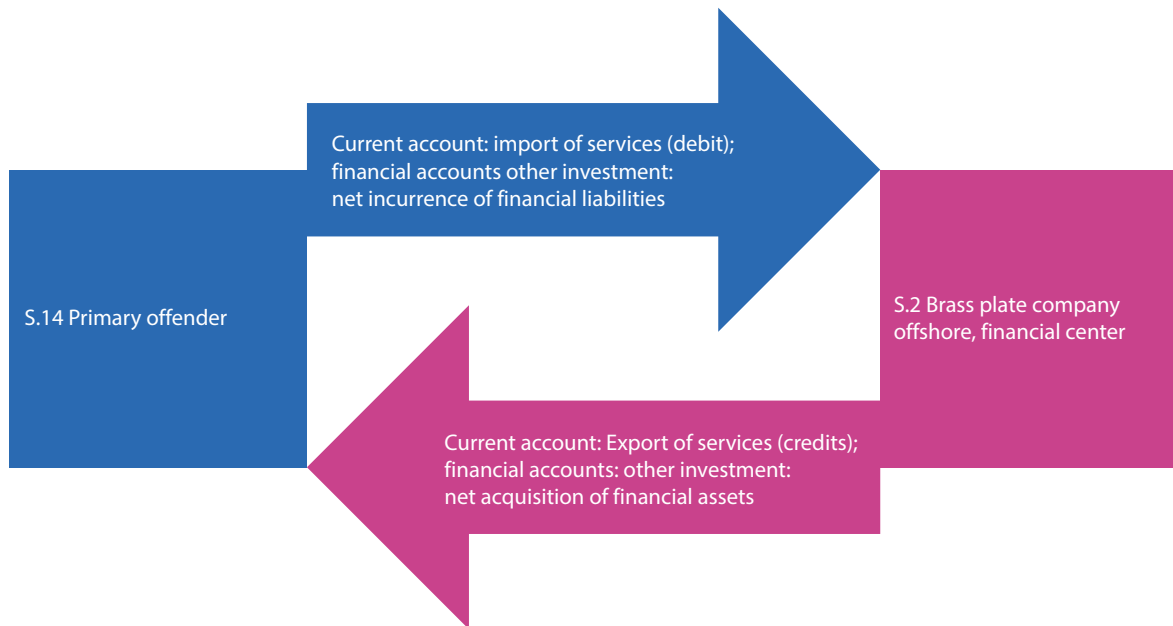 Current account: import of services (debit);
financial accounts other investment:
net incurrence of financial liabilities
S.14 Primary offender
S.2 Brass plate company
offshore, financial center
Current account: Export of services (credits);
financial accounts: other investment:
net acquisition of financial assets